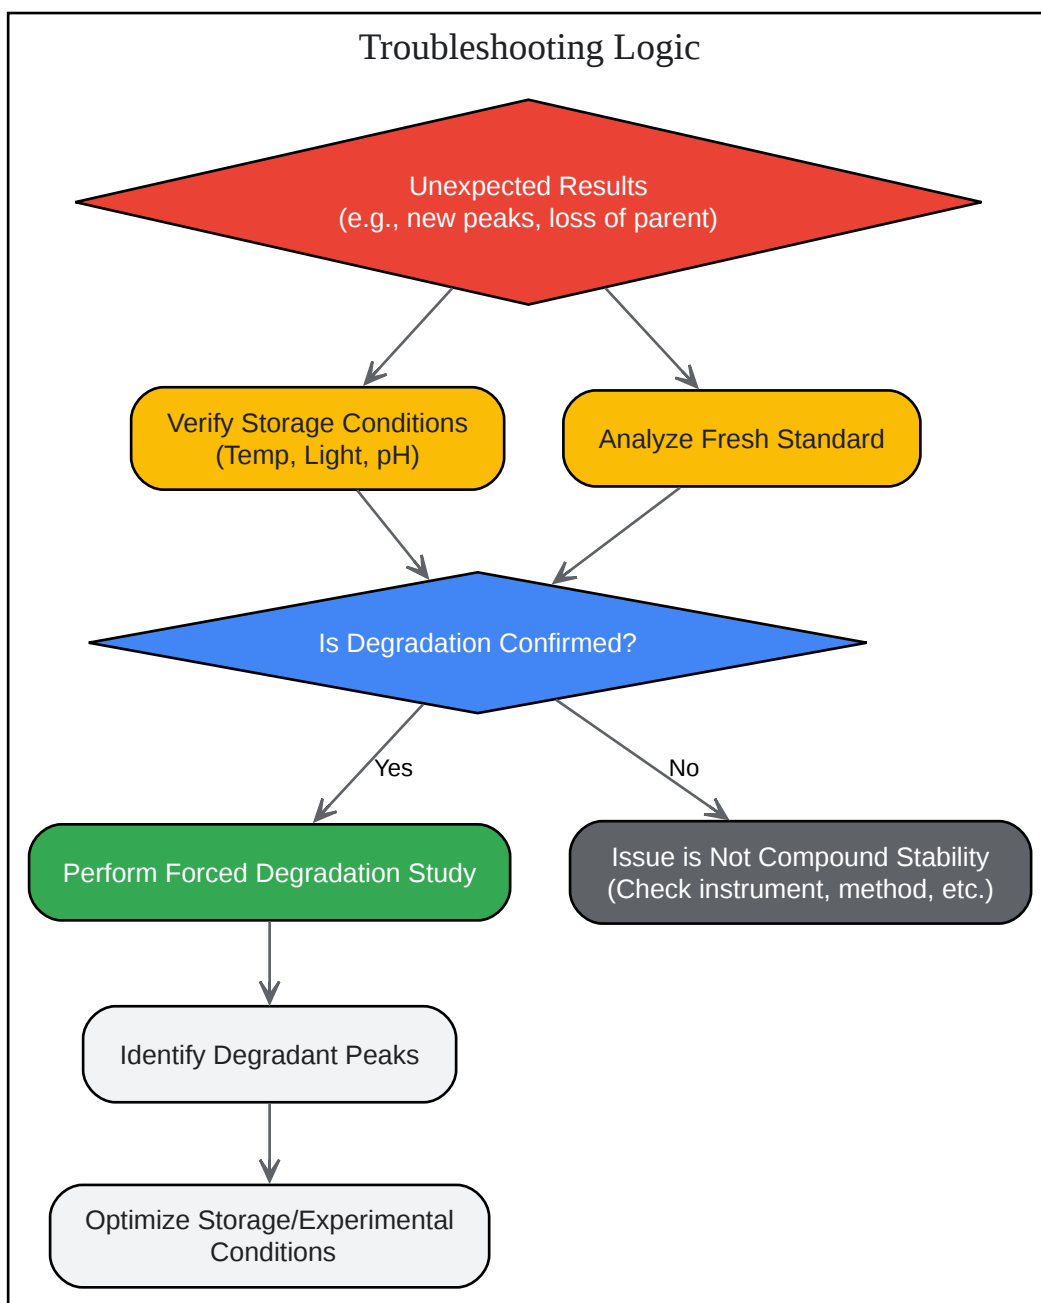 Troubleshooting Logic
Unexpected Results
(e.g., new peaks, loss of parent)
Verify Storage Conditions
(Temp, Light, pH)
Analyze Fresh Standard
Is Degradation Confirmed?
Yes
No
Perform Forced Degradation Study
Issue is Not Compound Stability
(Check instrument, method, etc.)
Identify Degradant Peaks
Optimize Storage/Experimental
Conditions